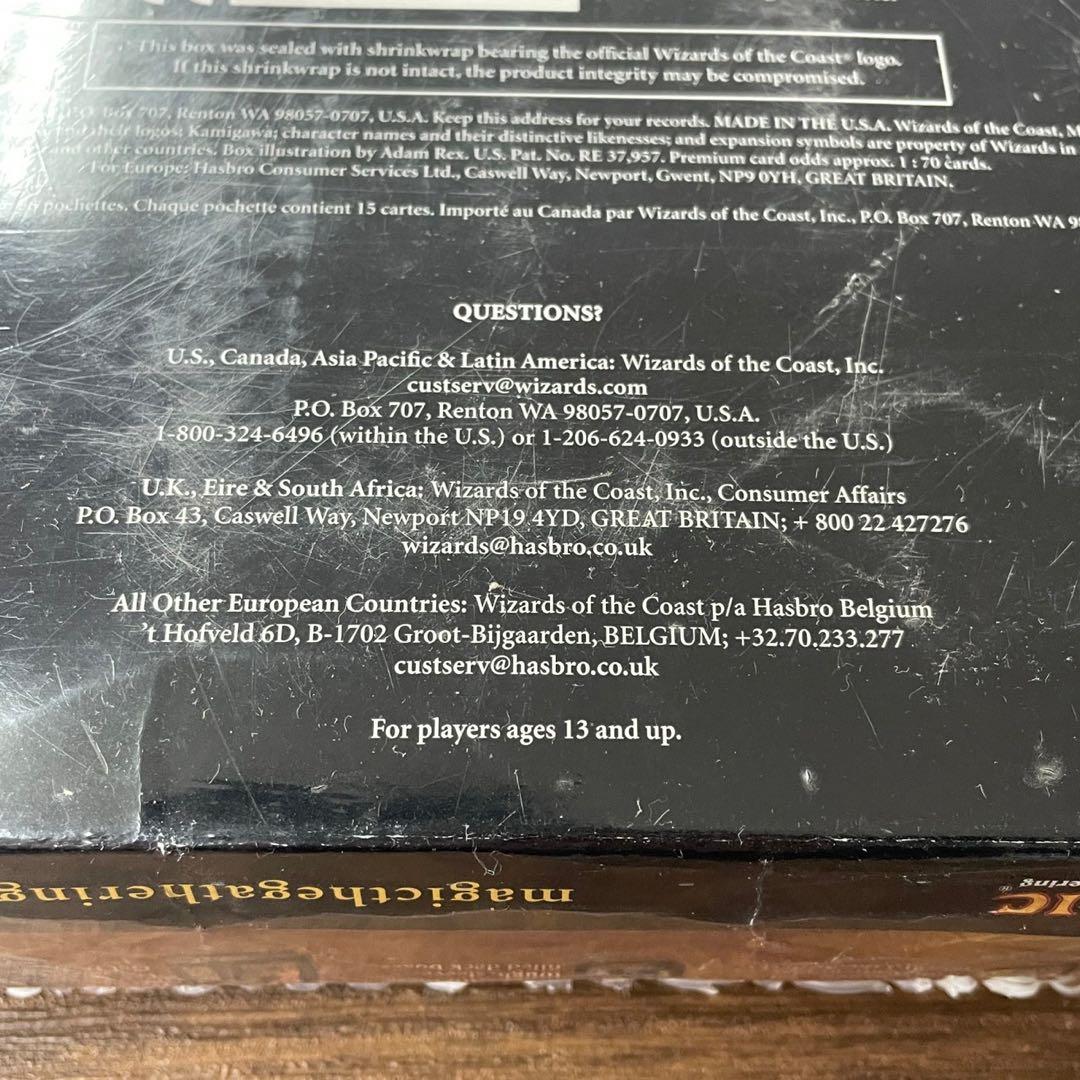 This box was sealed with shrinkwrap bearing the official Wizards of the Coast® logo.
If this shrinkwrap is not intact, the product integrity may be compromised.
P.O. Box 707, Renton WA 98057-0707, U.S.A. Keep this address for your records. MADE IN THE U.S.A. Wizards of the Coast, M
their logos; Kamigawa; character names and their distinctive likenesses; and expansion symbols are property of Wizards in
and other countries. Box illustration by Adam Rex. U.S. Pat. No. RE 37,957. Premium card odds approx. 1 : 70 cards.
For Europe: Hasbro Consumer Services Ltd., Caswell Way, Newport, Gwent, NP9 0YH, GREAT BRITAIN.
en pochettes. Chaque pochette contient 15 cartes. Importé au Canada par Wizards of the Coast, Inc., P.O. Box 707, Renton WA 9
QUESTIONS?
U.S., Canada, Asia Pacific & Latin America: Wizards of the Coast, Inc.
custserv@wizards.com
P.O. Box 707, Renton WA 98057-0707, U.S.A.
1-800-324-6496 (within the U.S.) or 1-206-624-0933 (outside the U.S.)
U.K., Eire & South Africa: Wizards of the Coast, Inc., Consumer Affairs
P.O. Box 43, Caswell Way, Newport NP19 4YD, GREAT BRITAIN; + 800 22 427276
wizards@hasbro.co.uk
All Other European Countries: Wizards of the Coast p/a Hasbro Belgium
't Hofveld 6D, B-1702 Groot-Bijgaarden, BELGIUM; +32.70.233.277
custserv@hasbro.co.uk
For players ages 13 and up.
magicthegathering
ering
IC®